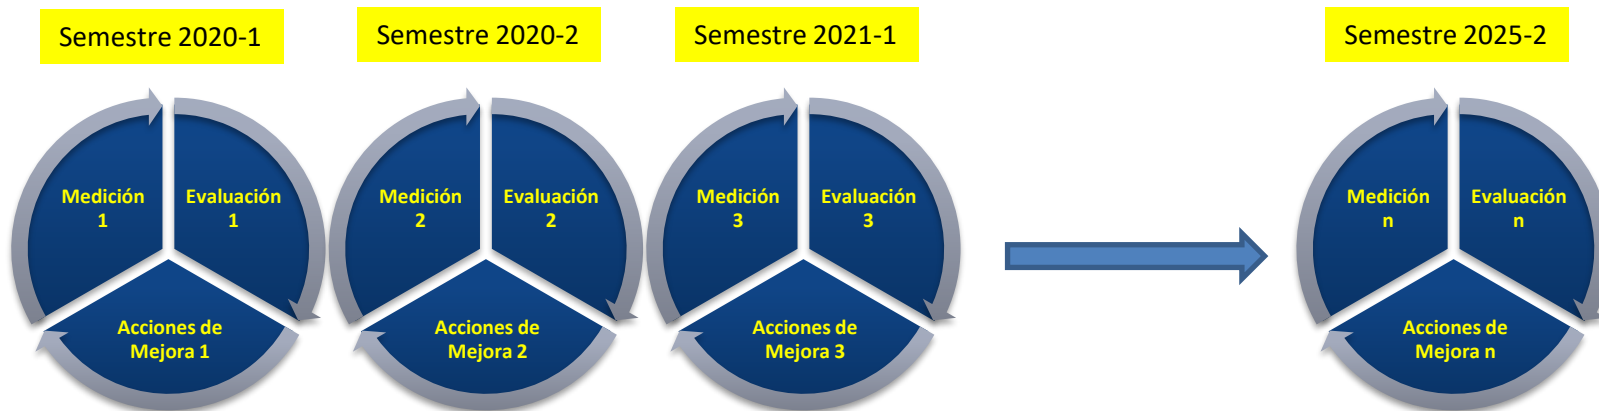 Semestre 2020-1
Semestre 2020-2
Semestre 2021-1
Semestre 2025-2
Medición
1
Evaluación
1
Acciones de
Mejora 1
Medición
2
Evaluación
2
Acciones de
Mejora 2
Medición
3
Evaluación
3
Acciones de
Mejora 3
Medición
n
Evaluación
n
Acciones de
Mejora n